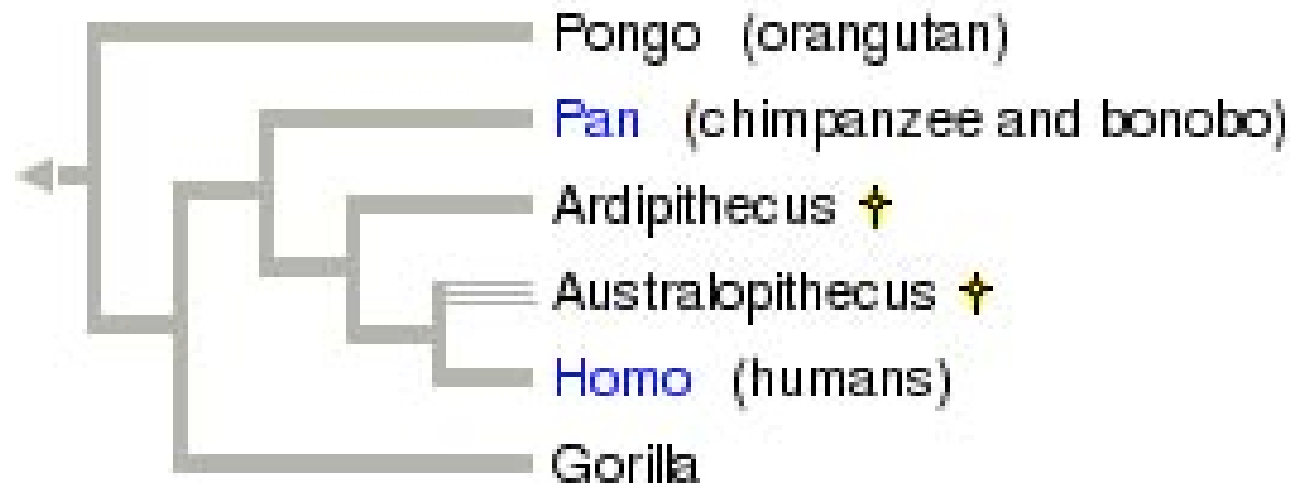 Pongo (orangutan)
Pan (chimpanzee and bonobo)
Ardipithecus †
Australopithecus †
Homo (humans)
Gorilla